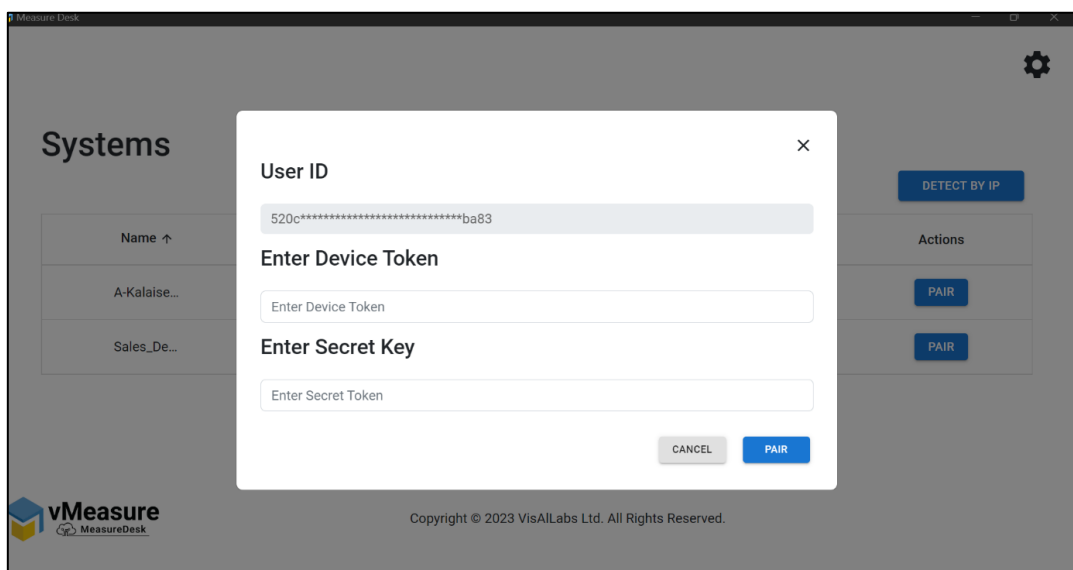 Measure Desk
Systems
User ID
DETECT BY IP
520c****************************ba83
Name ↑
Actions
Enter Device Token
A-Kalaise...
Enter Device Token
PAIR
Enter Secret Key
Sales_De...
PAIR
Enter Secret Token
CANCEL
PAIR
vMeasure
MeasureDesk
Copyright © 2023 VisAILabs Ltd. All Rights Reserved.